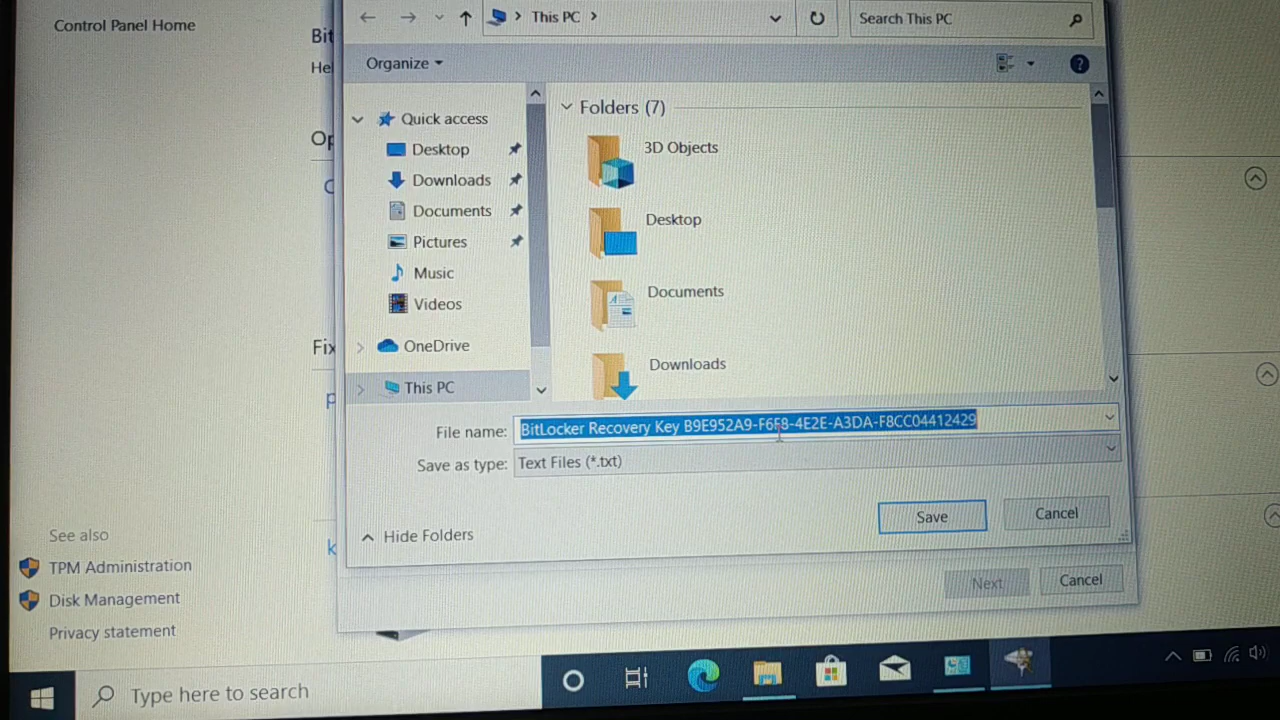 Control Panel Home
Bit
Hel
Op
C
Fix
p
k
See also
TPM Administration
Disk Management
Privacy statement
This PC
Search This PC
Organize
Quick access
Desktop
Downloads
Documents
Pictures
Music
Videos
OneDrive
This PC
Folders (7)
3D Objects
Desktop
Documents
Downloads
File name: BitLocker Recovery Key B9E952A9-F6F8-4E2E-A3DA-F8CC04412429
Save as type: Text Files (*.txt)
Hide Folders
Save
Cancel
Next
Cancel
Type here to search